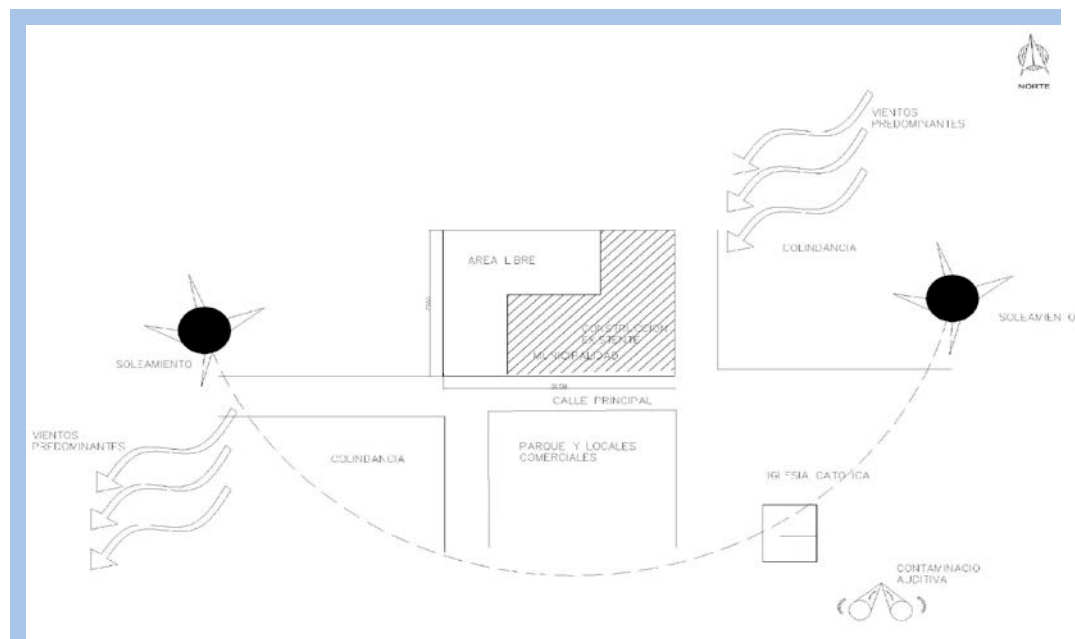 NORTE
VIENTOS
PREDOMINANTES
COLINDANCIA
AREA LIBRE
SOLEAMIENTO
CONSTRUCCION
EXISTENTE
MUNICIPALIDAD
SOLEAMIENTO
CALLE PRINCIPAL
VIENTOS
PREDOMINANTES
COLINDANCIA
PARQUE Y LOCALES
COMERCIALES
IGLESIA CATOLICA
CONTAMINACIO
AUDITIVA